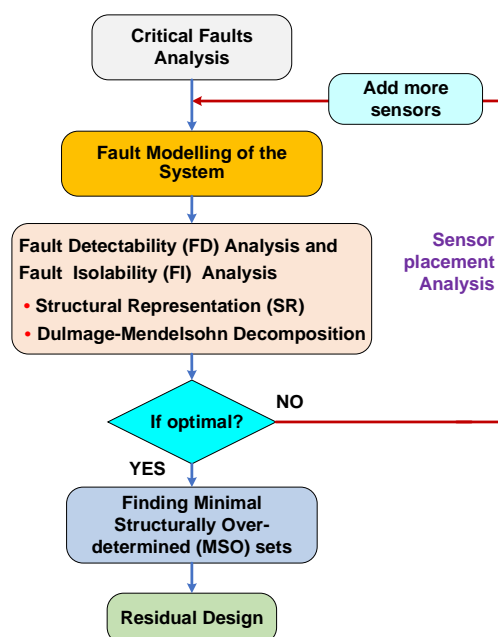 Critical Faults
Analysis
Add more
sensors
Fault Modelling of the
System
Fault Detectability (FD) Analysis and
Fault Isolability (FI) Analysis
• Structural Representation (SR)
• Dulmage-Mendelsohn Decomposition
Sensor
placement
Analysis
If optimal?
NO
YES
Finding Minimal
Structurally Over-
determined (MSO) sets
Residual Design